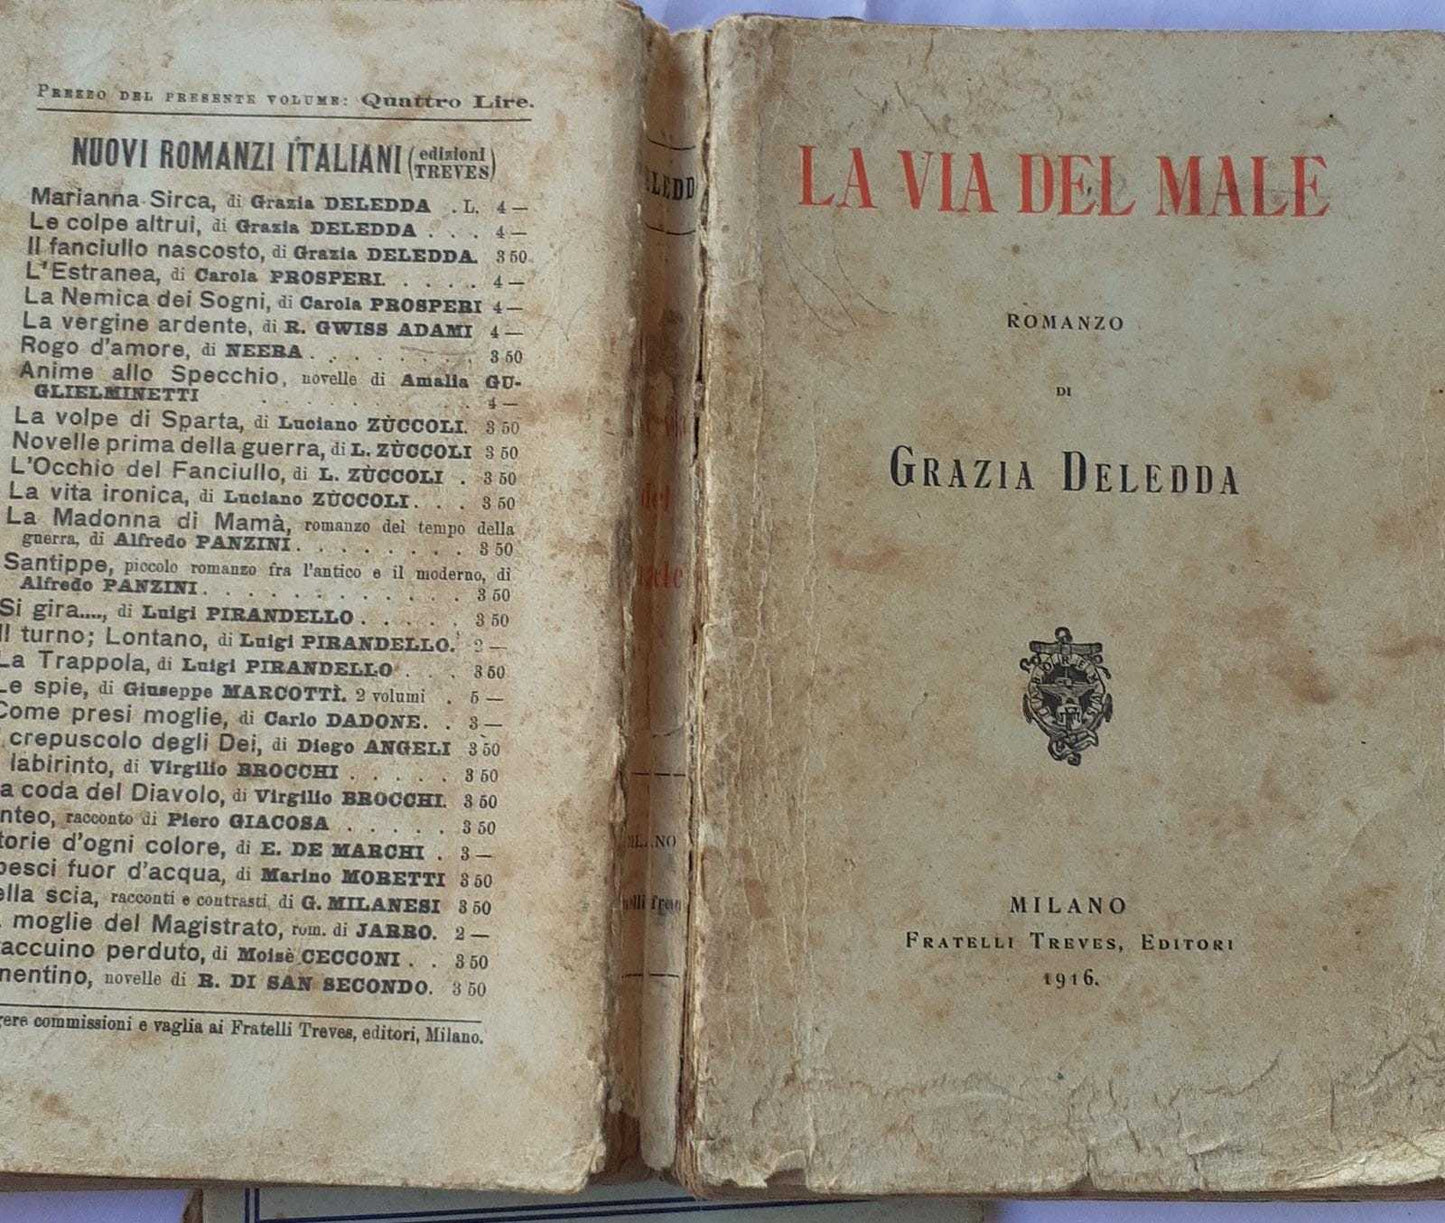 PREZZO DEL PRESENTE VOLUME: Quattro Lire.
NUOVI ROMANZI ITALIANI (edizioni TREVES)
Marianna Sirca, di Grazia DELEDDA . L. 4 —
Le colpe altrui, di Grazia DELEDDA . . . 4 —
Il fanciullo nascosto, di Grazia DELEDDA. 3 50
L'Estranea, di Carola PROSPERI. . . . . 4 —
La Nemica dei Sogni, di Carola PROSPERI 4 —
La vergine ardente, di R. GWISS ADAMI 4 —
Rogo d'amore, di NEERA . . . . . . . . 3 50
Anime allo Specchio, novelle di Amalia GU-
GLIELMINETTI . . . . . . . . 4 —
La volpe di Sparta, di Luciano ZÙCCOLI. 3 50
Novelle prima della guerra, di L. ZÙCCOLI 3 50
L'Occhio del Fanciullo, di L. ZÙCCOLI . 3 50
La vita ironica, di Luciano ZÙCCOLI. . . 3 50
La Madonna di Mamà, romanzo del tempo della
guerra, di Alfredo PANZINI. . . . . . . . 3 50
Santippe, piccolo romanzo fra l'antico e il moderno, di
Alfredo PANZINI. . . . . . . . . . . . 3 50
Si gira...., di Luigi PIRANDELLO . . . . . 3 50
Il turno; Lontano, di Luigi PIRANDELLO. 2 —
La Trappola, di Luigi PIRANDELLO . . . 3 50
Le spie, di Giuseppe MARCOTTI. 2 volumi . 5 —
Come presi moglie, di Carlo DADONE. . 3 —
crepuscolo degli Dei, di Diego ANGELI 3 50
labirinto, di Virgilio BROCCHI . . . . . 3 50
a coda del Diavolo, di Virgilio BROCCHI. 3 50
nteo, racconto di Piero GIACOSA . . . . . 3 50
torie d'ogni colore, di E. DE MARCHI . 3 —
pesci fuor d'acqua, di Marino MORETTI 3 50
ella scia, racconti e contrasti, di G. MILANESI 3 50
moglie del Magistrato, rom. di JARRO. 2 —
accuino perduto, di Moisè CECCONI . . 3 50
nentino, novelle di R. DI SAN SECONDO. 3 50
gere commissioni e vaglia ai Fratelli Treves, editori, Milano.
ELEDD
del
male
MILANO
LA VIA DEL MALE
ROMANZO
DI
GRAZIA DELEDDA
MILANO
FRATELLI TREVES, EDITORI
1916.